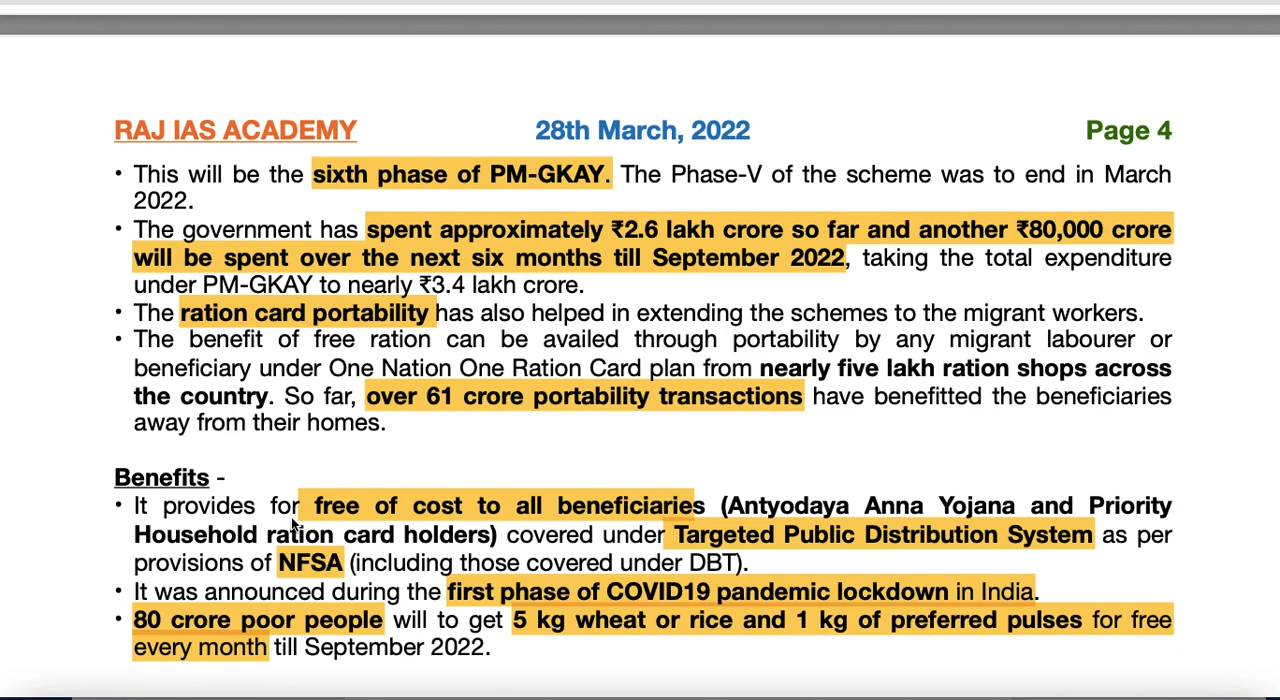 RAJ IAS ACADEMY 28th March, 2022 Page 4
• This will be the sixth phase of PM-GKAY. The Phase-V of the scheme was to end in March
2022.
• The government has spent approximately ₹2.6 lakh crore so far and another ₹80,000 crore
will be spent over the next six months till September 2022, taking the total expenditure
under PM-GKAY to nearly ₹3.4 lakh crore.
• The ration card portability has also helped in extending the schemes to the migrant workers.
• The benefit of free ration can be availed through portability by any migrant labourer or
beneficiary under One Nation One Ration Card plan from nearly five lakh ration shops across
the country. So far, over 61 crore portability transactions have benefitted the beneficiaries
away from their homes.
Benefits -
• It provides for free of cost to all beneficiaries (Antyodaya Anna Yojana and Priority
Household ration card holders) covered under Targeted Public Distribution System as per
provisions of NFSA (including those covered under DBT).
• It was announced during the first phase of COVID19 pandemic lockdown in India.
• 80 crore poor people will to get 5 kg wheat or rice and 1 kg of preferred pulses for free
every month till September 2022.